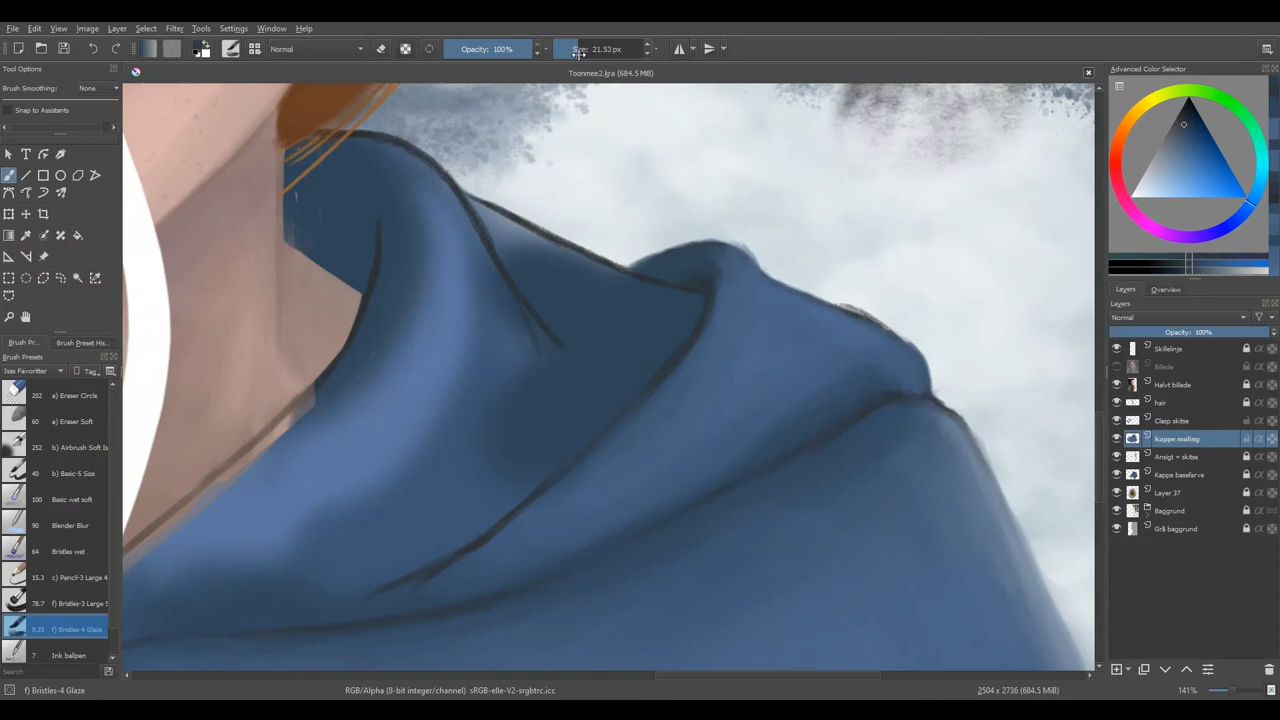 File Edit View Image Layer Select Filter Tools Settings Window Help
Normal Opacity: 100% Size: 21.53 px
Tool Options
Toonmee2.kra (684.5 MiB)
Advanced Color Selector
Brush Smoothing: None
Snap to Assistants
Brush Pr... Brush Preset His...
Brush Presets
Isas Favoritter Tag
202 a) Eraser Circle
60 a) Eraser Soft
252 b) Airbrush Soft Is
40 b) Basic-5 Size
100 Basic wet soft
90 Blender Blur
64 Bristles wet
15.3 c) Pencil-3 Large 4
78.7 f) Bristles-3 Large S
9.33 f) Bristles-4 Glaze
7 Ink ballpen
Search
Layers Overview
Layers
Normal
Opacity: 100%
Skillelinje
Billede
Halvt billede
hair
Clasp skitse
kappe maling
Ansigt + skitse
Kappe basefarve
Layer 37
Baggrund
Grå baggrund
f) Bristles-4 Glaze RGB/Alpha (8-bit integer/channel) sRGB-elle-V2-srgbtrc.icc 2504 x 2736 (684.5 MiB) 141%